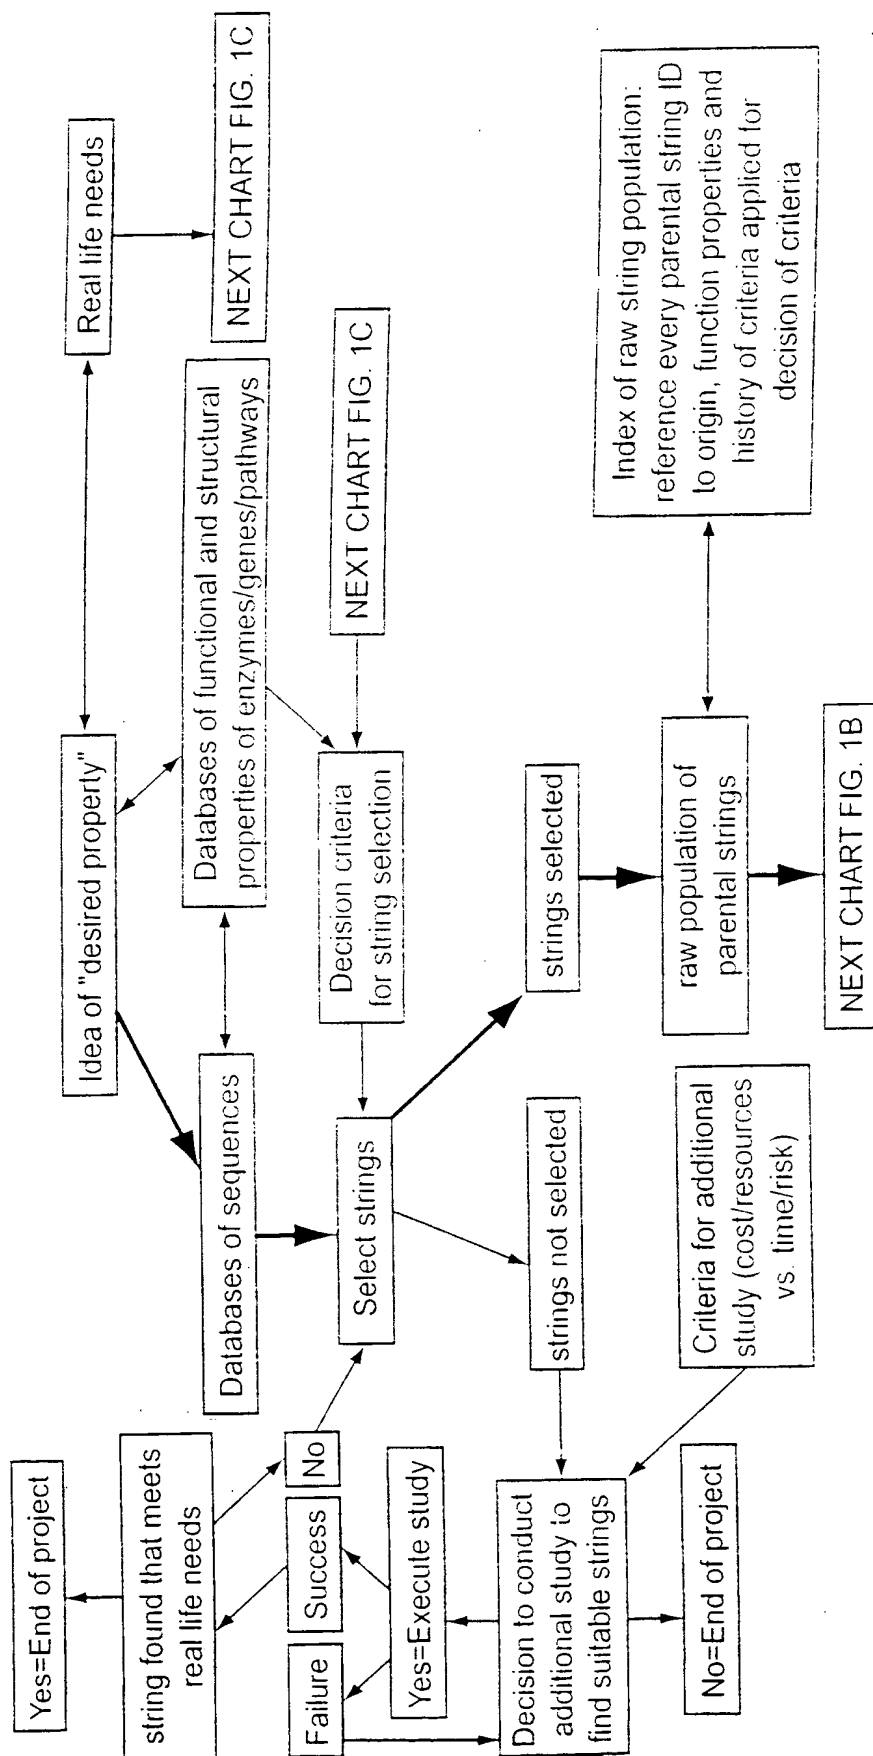 Yes=End of project
string found that meets
real life needs
No
Success
Failure
Yes=Execute study
Decision to conduct
additional study to
find suitable strings
No=End of project
Idea of "desired property"
Real life needs
NEXT CHART FIG. 1C
Databases of sequences
Databases of functional and structural
properties of enzymes/genes/pathways
Select strings
Decision criteria
for string selection
NEXT CHART FIG. 1C
strings not selected
strings selected
Criteria for additional
study (cost/resources
vs. time/risk)
raw population of
parental strings
Index of raw string population:
reference every parental string ID
to origin, function properties and
history of criteria applied for
decision of criteria
NEXT CHART FIG. 1B